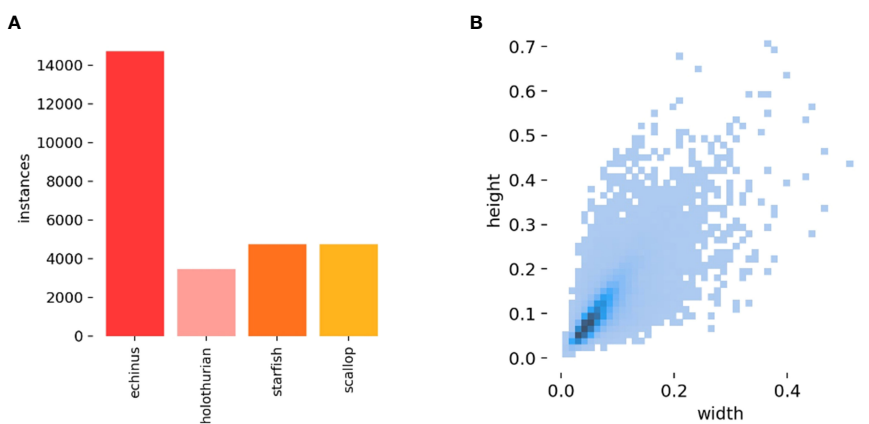 A
instances
14000
12000
10000
8000
6000
4000
2000
0
echinus
holothurian
starfish
scallop
B
height
0.7
0.6
0.5
0.4
0.3
0.2
0.1
0.0
0.0 0.2 0.4
width